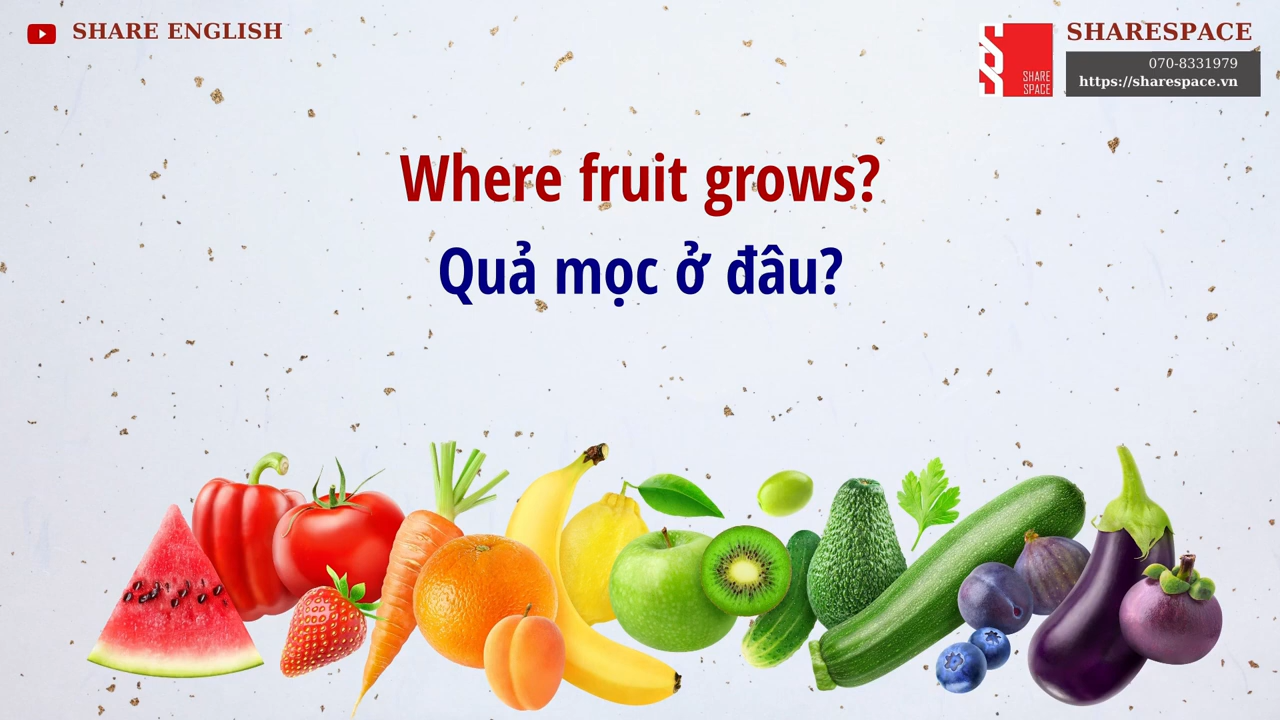 SHARE ENGLISH
SHARESPACE
SHARE
SPACE
070-8331979
https://sharespace.vn
Where fruit grows?
Quả mọc ở đâu?